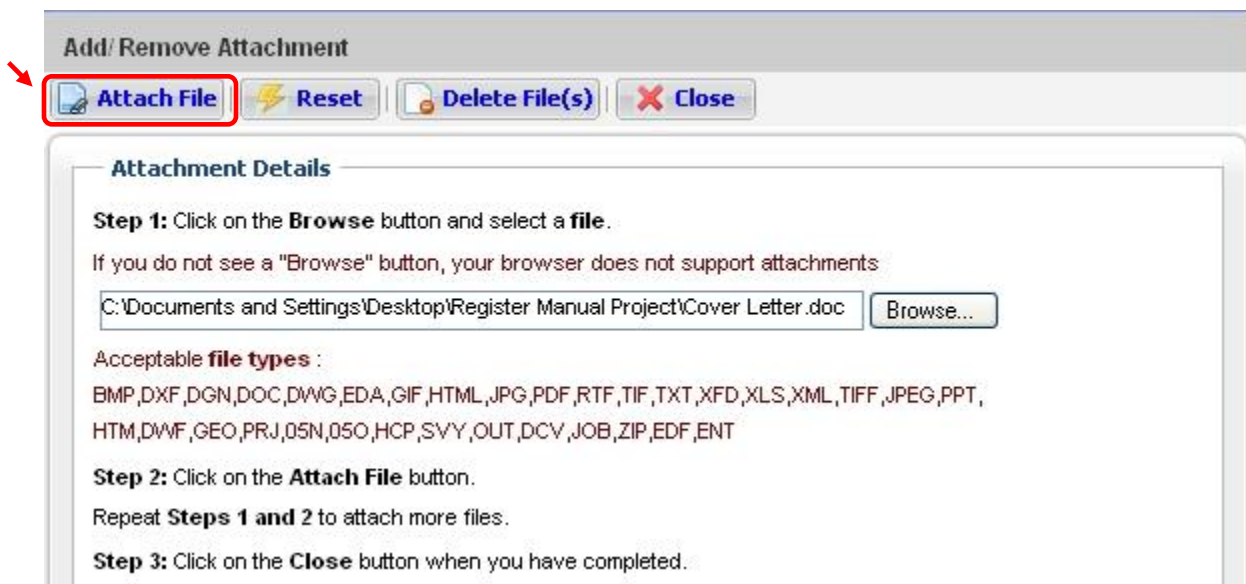 Add/ Remove Attachment
Attach File Reset Delete File(s) Close
Attachment Details
Step 1: Click on the Browse button and select a file.
If you do not see a "Browse" button, your browser does not support attachments
C:\Documents and Settings\Desktop\Register Manual Project\Cover Letter.doc Browse...
Acceptable file types :
BMP,DXF,DGN,DOC,DWG,EDA,GIF,HTML,JPG,PDF,RTF,TIF,TXT,XFD,XLS,XML,TIFF,JPEG,PPT,
HTM,DWF,GEO,PRJ,05N,05O,HCP,SVY,OUT,DCV,JOB,ZIP,EDF,ENT
Step 2: Click on the Attach File button.
Repeat Steps 1 and 2 to attach more files.
Step 3: Click on the Close button when you have completed.